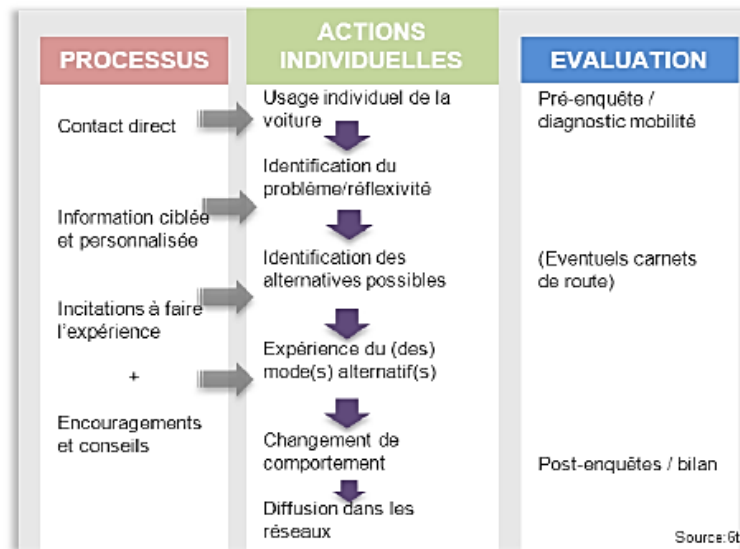 PROCESSUS
Contact direct
Information ciblée
et personnalisée
Incitations à faire
l'expérience
+
Encouragements
et conseils
ACTIONS
INDIVIDUELLES
Usage individuel de la
voiture
Identification du
problème/réflexivité
Identification des
alternatives possibles
Expérience du (des)
mode(s) alternatif(s)
Changement de
comportement
Diffusion dans les
réseaux
EVALUATION
Pré-enquête /
diagnostic mobilité
(Eventuels carnets
de route)
Post-enquêtes / bilan
Source: 6t